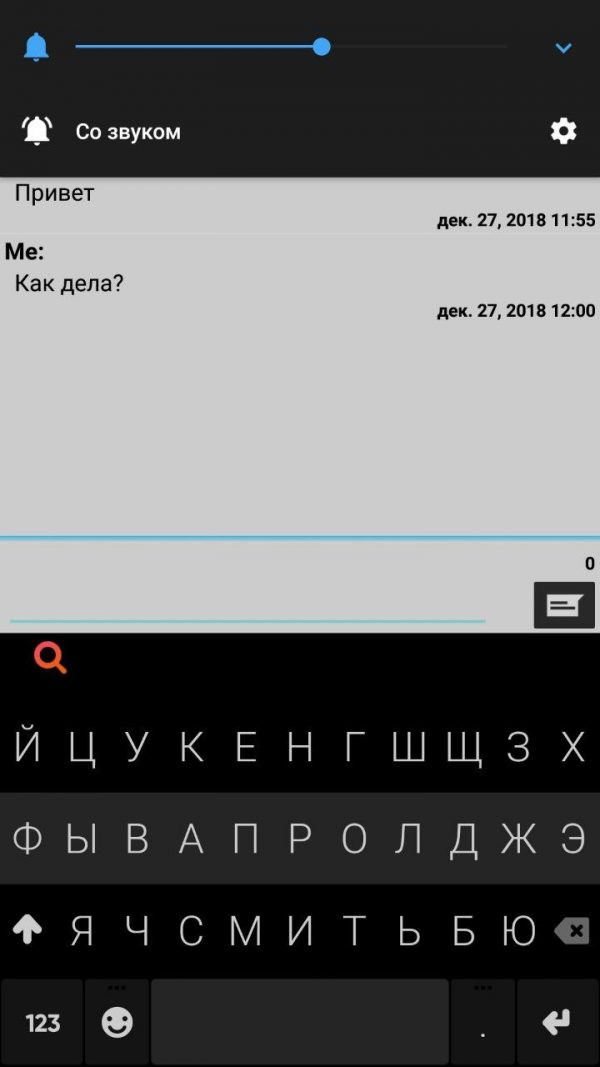 Со звуком
Привет
дек. 27, 2018 11:55
Me:
Как дела?
дек. 27, 2018 12:00
0
Й Ц У К Е Н Г Ш Щ З Х
Ф Ы В А П Р О Л Д Ж Э
Я Ч С М И Т Ь Б Ю
123 .